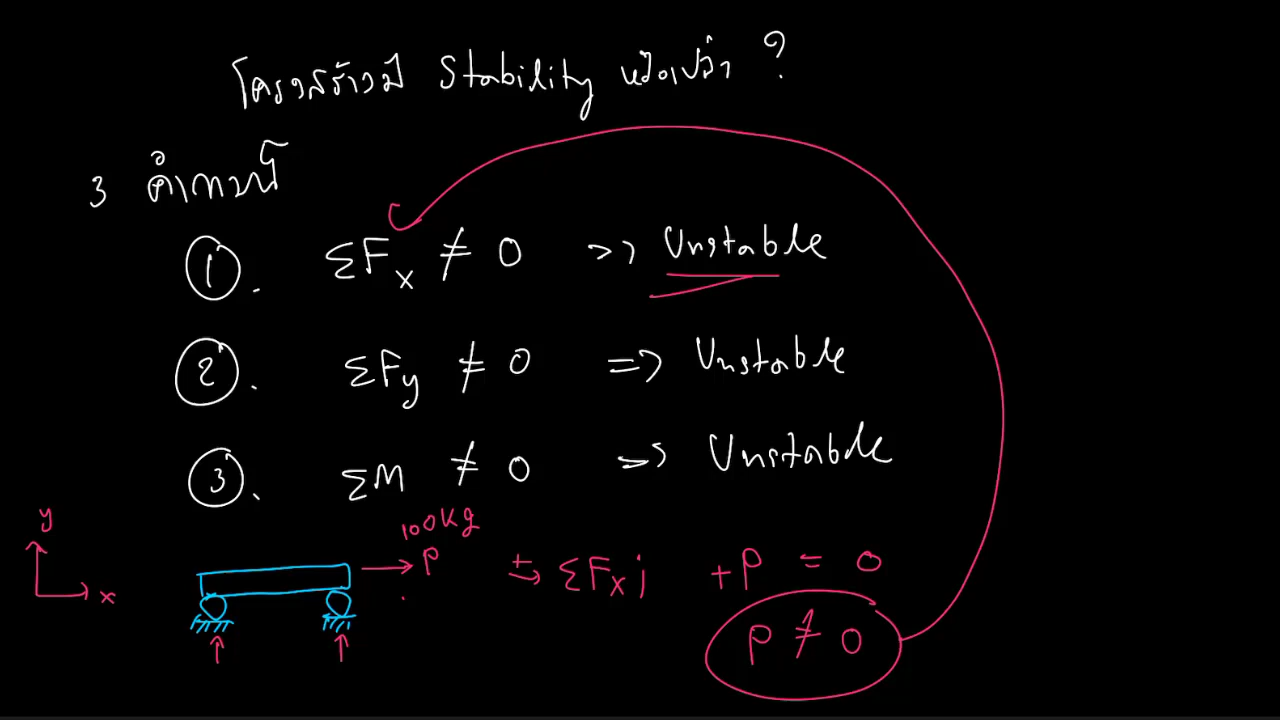 โครงสร้างมี Stability หรือเปล่า ?
3 คำถามนี้
1. ΣFx ≠ 0 >> Unstable
2. ΣFy ≠ 0 => Unstable
3. ΣM ≠ 0 => Unstable
y
x
100kg
P
+→ ΣFx ; +P = 0
P ≠ 0